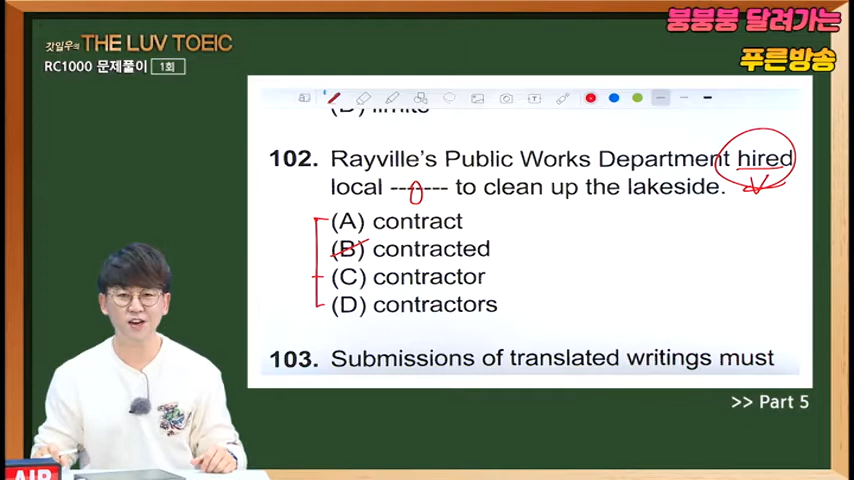 붕붕붕 달려가는
푸른방송
갓일우의 THE LUV TOEIC
RC1000 문제풀이 1회
102. Rayville's Public Works Department hired
local ------- to clean up the lakeside.
(A) contract
(B) contracted
(C) contractor
(D) contractors
103. Submissions of translated writings must
>> Part 5